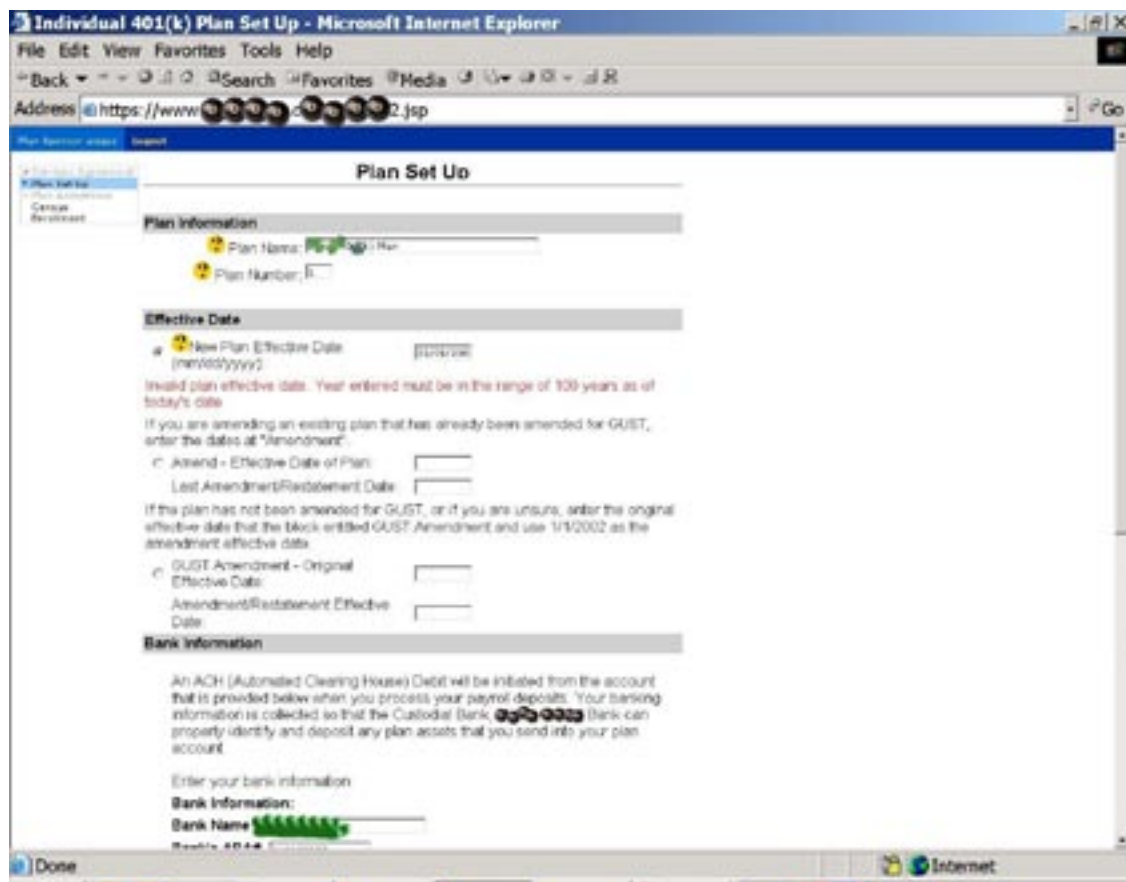 Individual 401(k) Plan Set Up - Microsoft Internet Explorer
File Edit View Favorites Tools Help
Back Search Favorites Media
Address https://www 2.jsp Go
Plan Set Up
Plan Set Up
Census
Plan Information
Plan Name: Plan
Plan Number:
Effective Date
New Plan Effective Date
(mm/dd/yyyy):
Invalid plan effective date. Year entered must be in the range of 100 years as of
today's date
If you are amending an existing plan that has already been amended for GUST,
enter the dates at "Amendment".
Amend - Effective Date of Plan:
Last Amendment/Restatement Date:
If the plan has not been amended for GUST, or if you are unsure, enter the original
effective date that the block entitled GUST Amendment and use 1/1/2002 as the
amendment effective date.
GUST Amendment - Original
Effective Date:
Amendment/Restatement Effective
Date:
Bank Information
An ACH (Automated Clearing House) Debit will be initiated from the account
that is provided below when you process your payroll deposits. Your banking
information is collected so that the Custodial Bank, Bank can
properly identify and deposit any plan assets that you send into your plan
account.
Enter your bank information
Bank Information:
Bank Name
Bank's ABA#
Done Internet